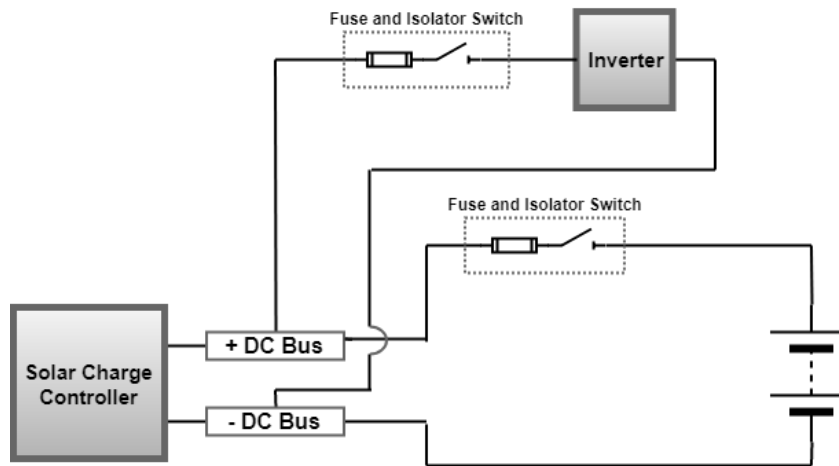 Fuse and Isolator Switch
Inverter
Fuse and Isolator Switch
+ DC Bus
Solar Charge
Controller
- DC Bus